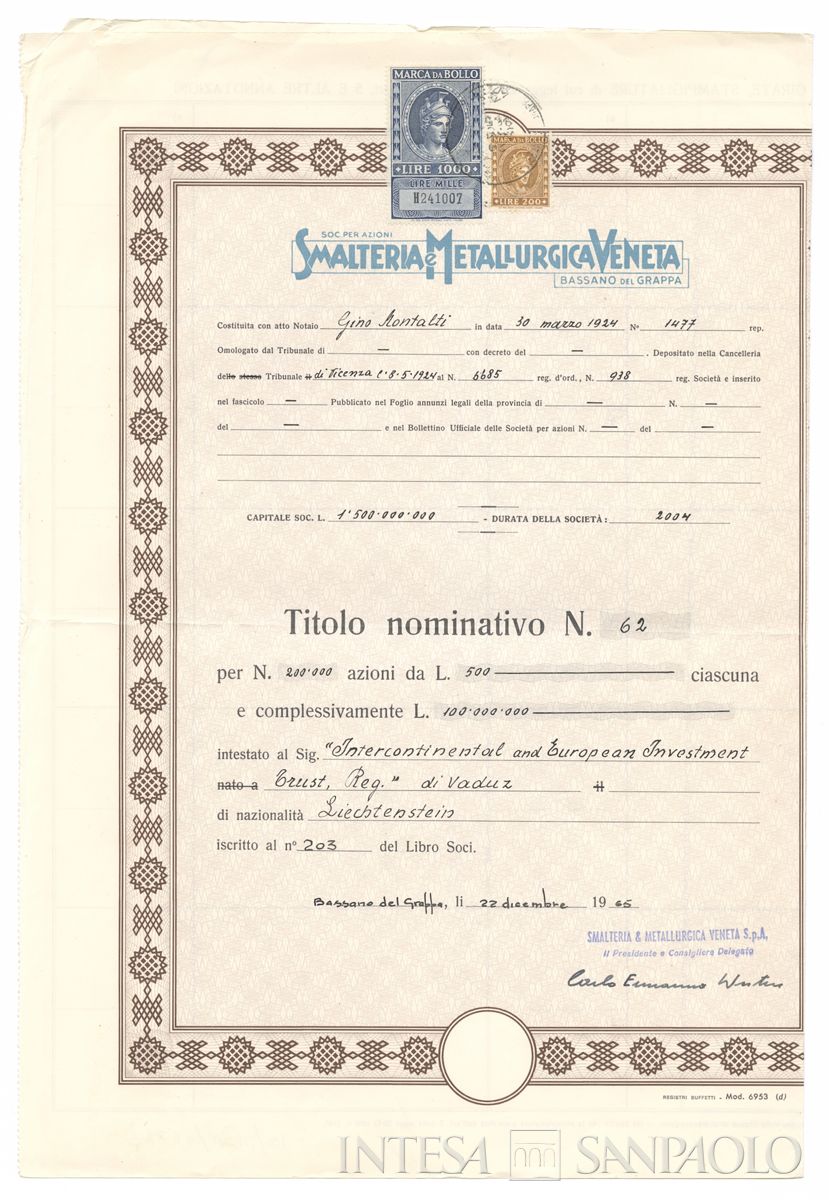 MARCA DA BOLLO
LIRE 1000
LIRE MILLE
H241007
MARCA DA BOLLO
LIRE 200
SOC. PER AZIONI
SMALTERIA e METALLURGICA VENETA
BASSANO DEL GRAPPA
Costituita con atto Notaio Gino Montalti in data 30 marzo 1924 N° 1477 rep.
Omologato dal Tribunale di — con decreto del — . Depositato nella Cancelleria
dello stesso Tribunale il di Vicenza l'8-5-1924 al N. 6685 reg. d'ord., N. 938 reg. Società e inserito
nel fascicolo — Pubblicato nel Foglio annunzi legali della provincia di — N. —
del — e nel Bollettino Ufficiale delle Società per azioni N. — del —
CAPITALE SOC. L. 1'500.000.000 - DURATA DELLA SOCIETÀ: 2004
Titolo nominativo N. 62
per N. 200.000 azioni da L. 500 — ciascuna
e complessivamente L. 100.000.000 —
intestato al Sig. "Intercontinental and European Investment
nato a Trust, Reg." di Vaduz il
di nazionalità Liechtenstein
iscritto al n° 203 del Libro Soci.
Bassano del Grappa, li 22 dicembre 1965
SMALTERIA & METALLURGICA VENETA S.p.A.
Il Presidente e Consigliere Delegato
Carlo Ermanno
REGISTRI BUFFETTI - Mod. 6953 (d)
INTESA SANPAOLO